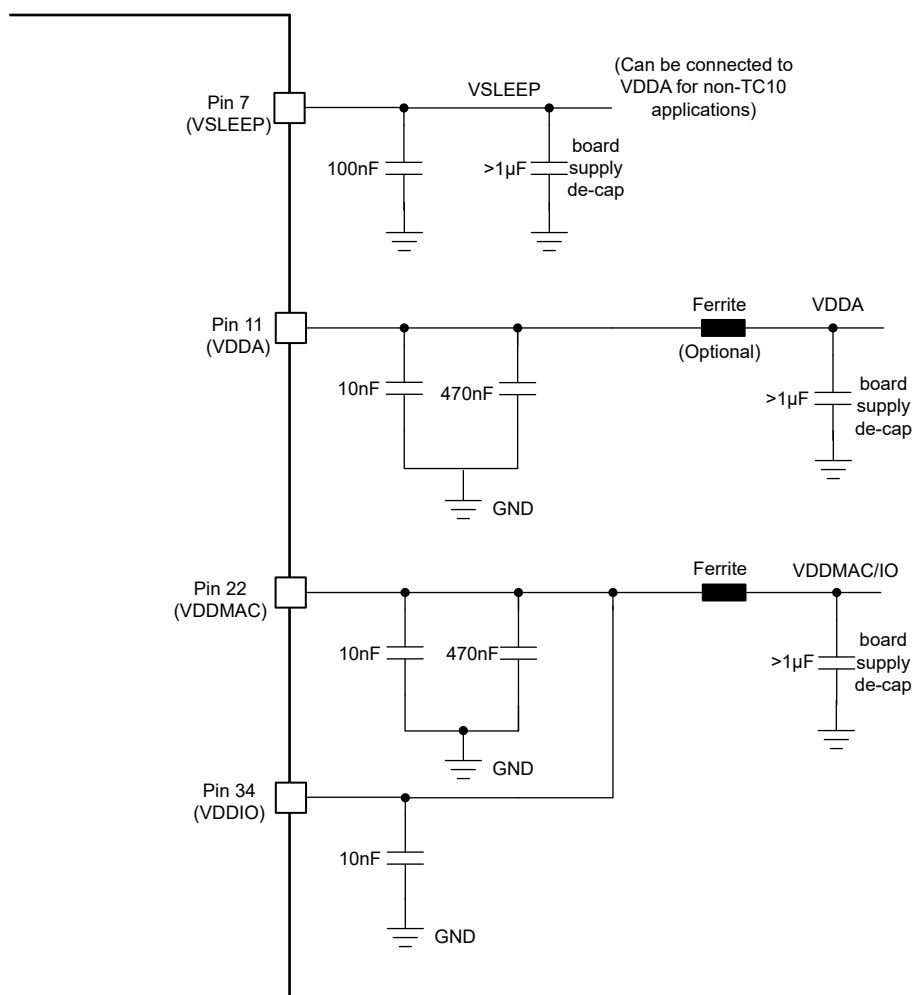 (Can be connected to
VDDA for non-TC10
applications)
Pin 7
(VSLEEP)
VSLEEP
100nF
>1µF
board
supply
de-cap
Pin 11
(VDDA)
Ferrite
(Optional)
VDDA
10nF
470nF
>1µF
board
supply
de-cap
GND
Pin 22
(VDDMAC)
Ferrite
VDDMAC/IO
10nF
470nF
>1µF
board
supply
de-cap
GND
Pin 34
(VDDIO)
10nF
GND